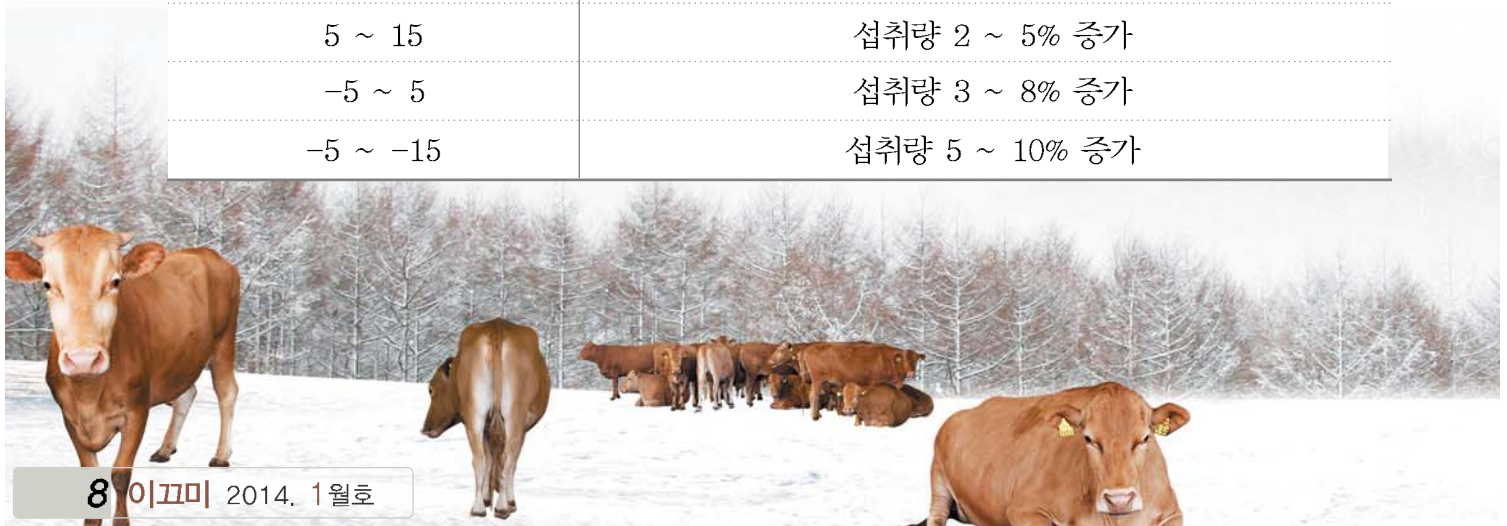 5 ~ 15 섭취량 2 ~ 5% 증가
-5 ~ 5 섭취량 3 ~ 8% 증가
-5 ~ -15 섭취량 5 ~ 10% 증가
8 이끄미 2014. 1월호